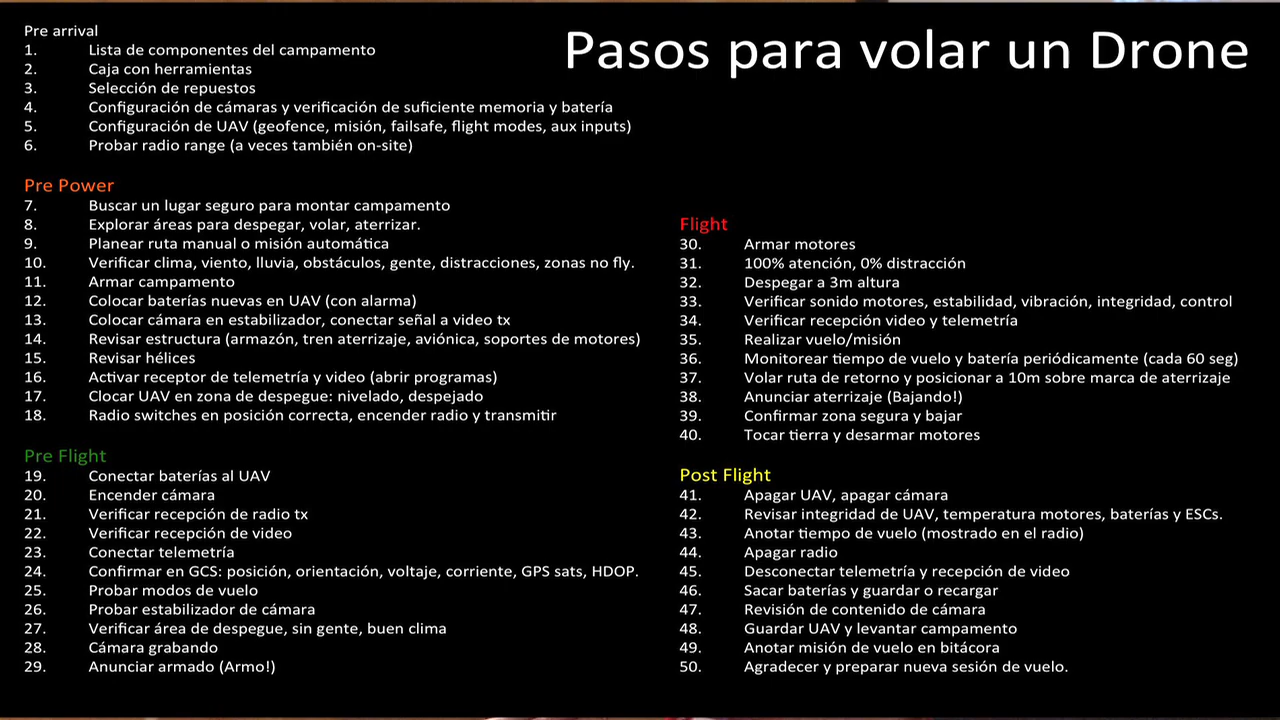 Pasos para volar un Drone
Pre arrival
1. Lista de componentes del campamento
2. Caja con herramientas
3. Selección de repuestos
4. Configuración de cámaras y verificación de suficiente memoria y batería
5. Configuración de UAV (geofence, misión, failsafe, flight modes, aux inputs)
6. Probar radio range (a veces también on-site)
Pre Power
7. Buscar un lugar seguro para montar campamento
8. Explorar áreas para despegar, volar, aterrizar.
9. Planear ruta manual o misión automática
10. Verificar clima, viento, lluvia, obstáculos, gente, distracciones, zonas no fly.
11. Armar campamento
12. Colocar baterías nuevas en UAV (con alarma)
13. Colocar cámara en estabilizador, conectar señal a video tx
14. Revisar estructura (armazón, tren aterrizaje, aviónica, soportes de motores)
15. Revisar hélices
16. Activar receptor de telemetría y video (abrir programas)
17. Clocar UAV en zona de despegue: nivelado, despejado
18. Radio switches en posición correcta, encender radio y transmitir
Pre Flight
19. Conectar baterías al UAV
20. Encender cámara
21. Verificar recepción de radio tx
22. Verificar recepción de video
23. Conectar telemetría
24. Confirmar en GCS: posición, orientación, voltaje, corriente, GPS sats, HDOP.
25. Probar modos de vuelo
26. Probar estabilizador de cámara
27. Verificar área de despegue, sin gente, buen clima
28. Cámara grabando
29. Anunciar armado (Armo!)
Flight
30. Armar motores
31. 100% atención, 0% distracción
32. Despegar a 3m altura
33. Verificar sonido motores, estabilidad, vibración, integridad, control
34. Verificar recepción video y telemetría
35. Realizar vuelo/misión
36. Monitorear tiempo de vuelo y batería periódicamente (cada 60 seg)
37. Volar ruta de retorno y posicionar a 10m sobre marca de aterrizaje
38. Anunciar aterrizaje (Bajando!)
39. Confirmar zona segura y bajar
40. Tocar tierra y desarmar motores
Post Flight
41. Apagar UAV, apagar cámara
42. Revisar integridad de UAV, temperatura motores, baterías y ESCs.
43. Anotar tiempo de vuelo (mostrado en el radio)
44. Apagar radio
45. Desconectar telemetría y recepción de video
46. Sacar baterías y guardar o recargar
47. Revisión de contenido de cámara
48. Guardar UAV y levantar campamento
49. Anotar misión de vuelo en bitácora
50. Agradecer y preparar nueva sesión de vuelo.